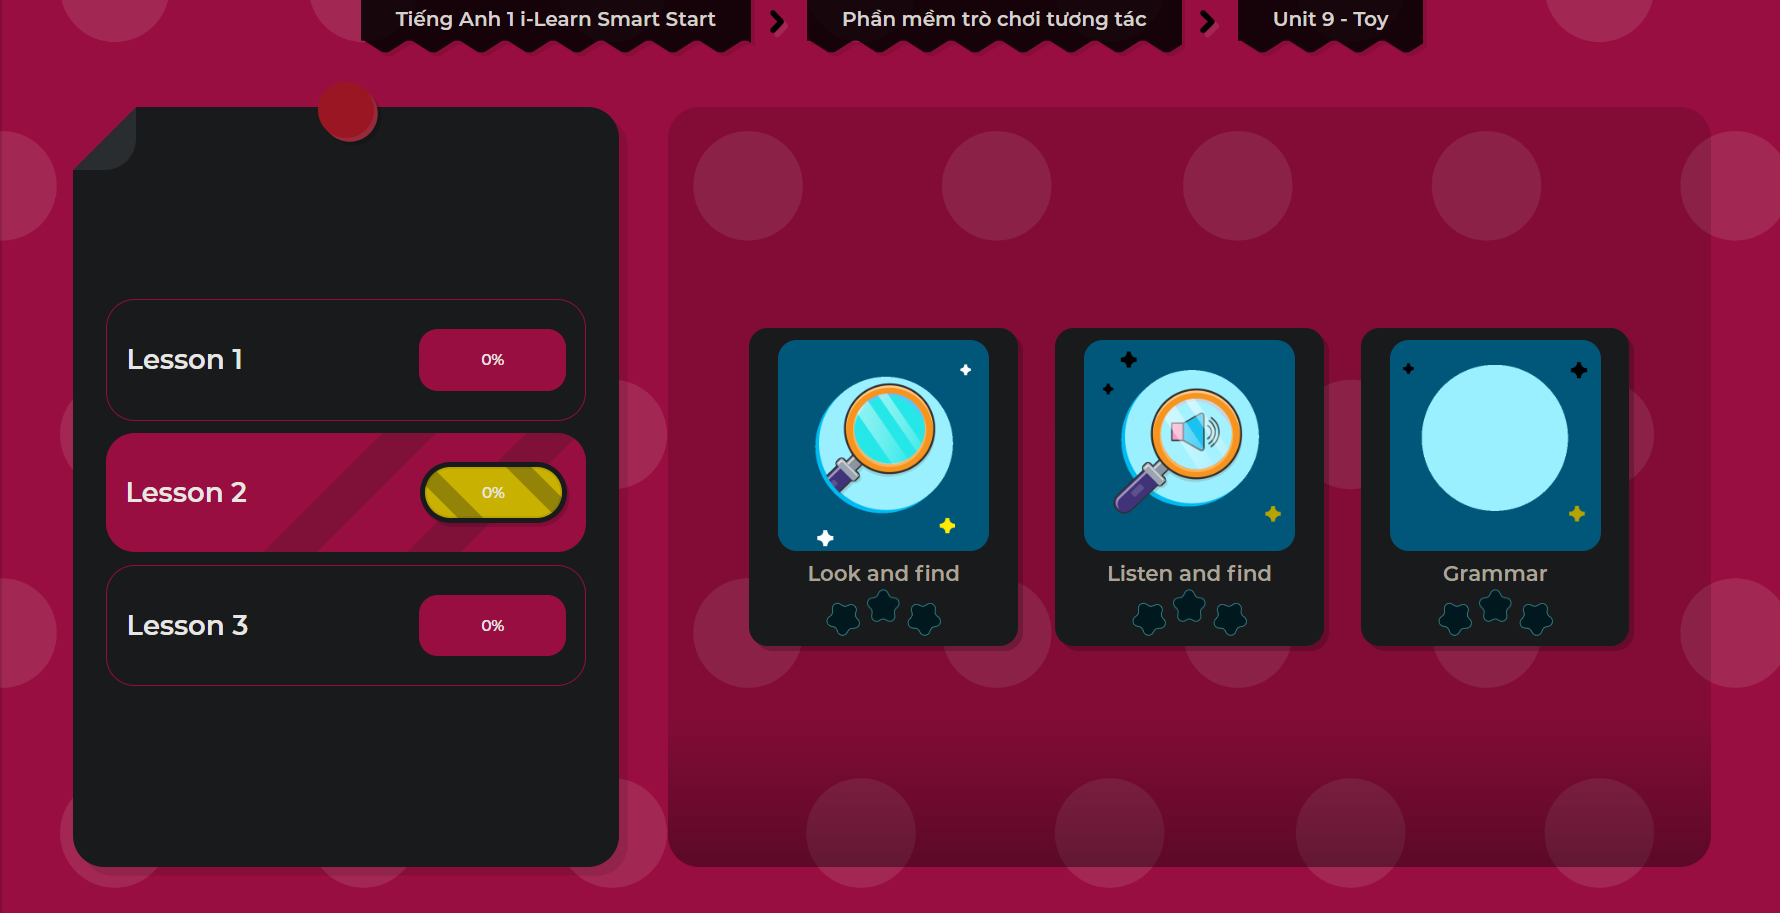 Tiếng Anh 1 i-Learn Smart Start
Phần mềm trò chơi tương tác
Unit 9 - Toy
Lesson 1
0%
Lesson 2
0%
Lesson 3
0%
Look and find
Listen and find
Grammar